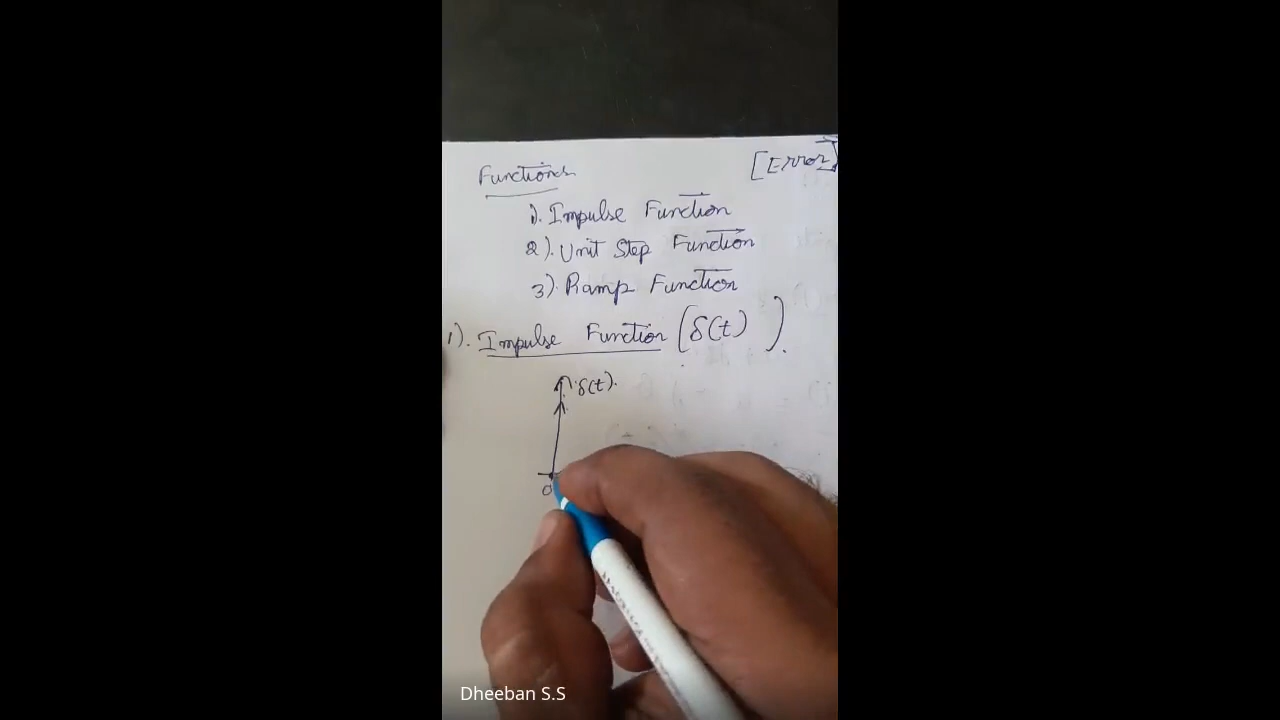 Functions [Error]
1). Impulse Function
2). Unit Step Function
3). Ramp Function
1). Impulse Function (δ(t) ).
δ(t).
0
Dheeban S.S